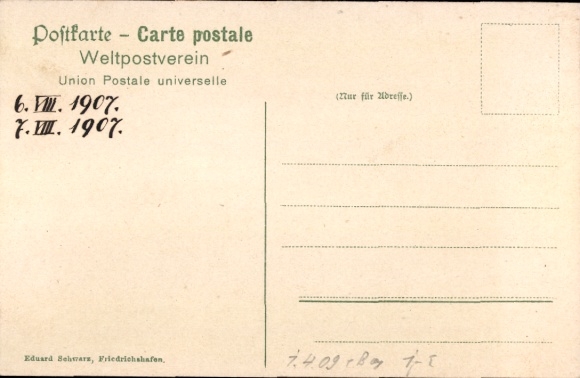 Postkarte – Carte postale
Weltpostverein
Union Postale universelle
6. VIII. 1907.
7. VIII. 1907.
(Nur für Adresse.)
Eduard Schwarz, Friedrichshafen.